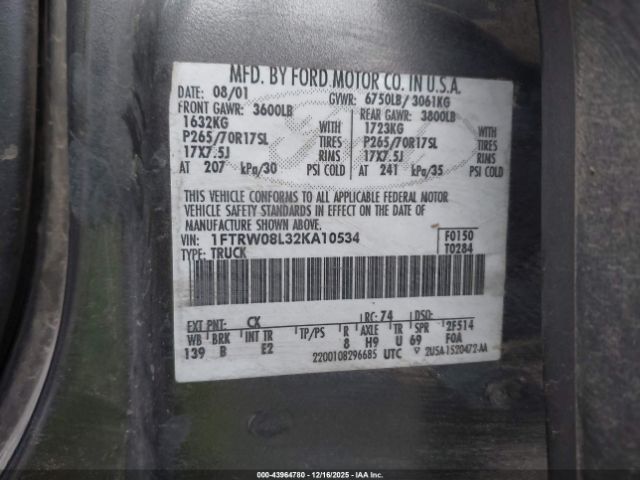 MFD. BY FORD MOTOR CO. IN U.S.A.
DATE: 08/01 GVWR: 6750LB/ 3061KG
FRONT GAWR: 3600LB REAR GAWR: 3800LB
1632KG WITH 1723KG WITH
P265/70R17SL TIRES P265/70R17SL TIRES
17X7.5J RIMS 17X7.5J RIMS
AT 207 kPa/30 PSI COLD AT 241 kPa/35 PSI COLD
THIS VEHICLE CONFORMS TO ALL APPLICABLE FEDERAL MOTOR
VEHICLE SAFETY STANDARDS IN EFFECT ON THE DATE OF
MANUFACTURE SHOWN ABOVE.
VIN: 1FTRW08L32KA10534 F0150
TYPE: TRUCK T0284
EXT PNT: CK RC: 74 DSO:
WB BRK INT TR TP/PS R AXLE TR SPR 2F514
139 B E2 8 H9 U 69 F0A
2200108296685 UTC 2U5A-1520472-AA
000-43964780 | 12/16/2025 - IAA Inc.